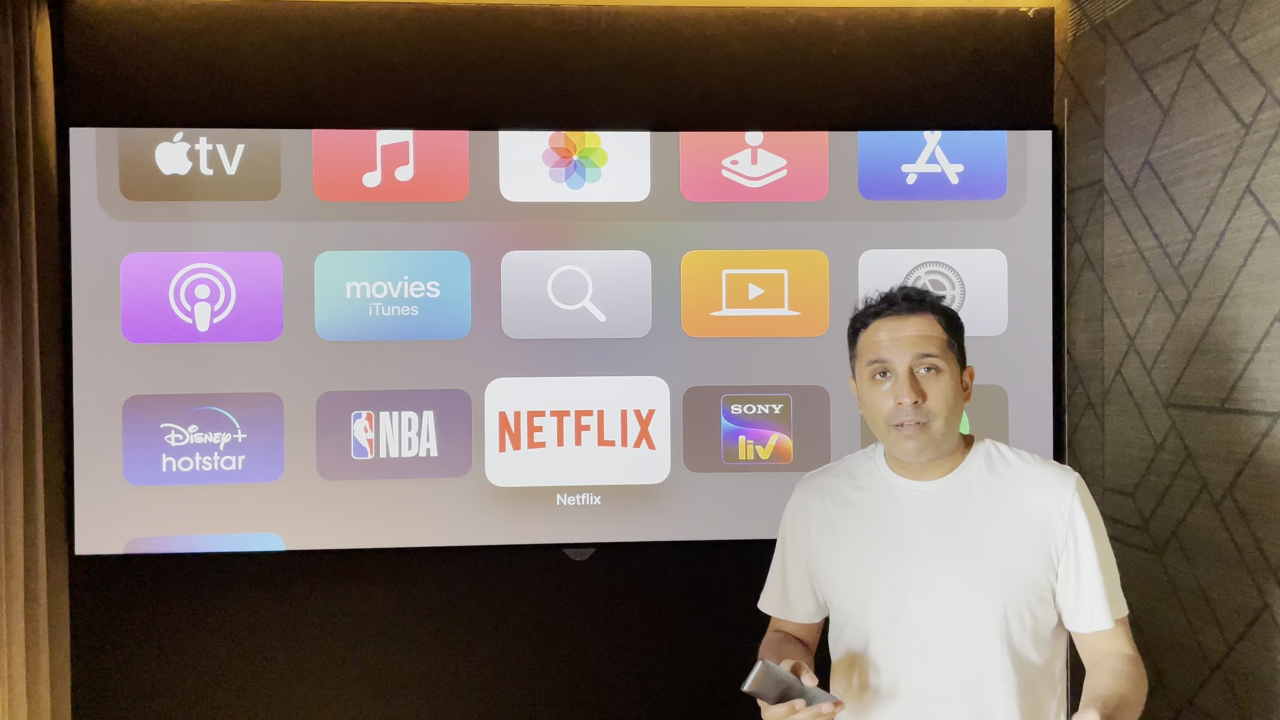 tv
movies
iTunes
Disney+
hotstar
NBA
NETFLIX
SONY
liv
Netflix